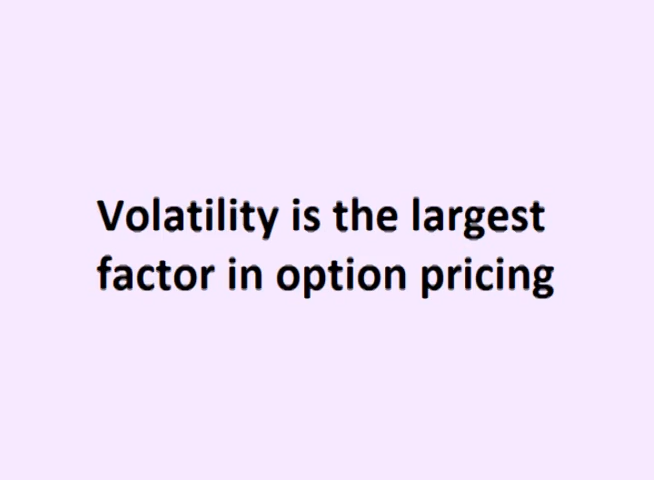 Volatility is the largest
factor in option pricing